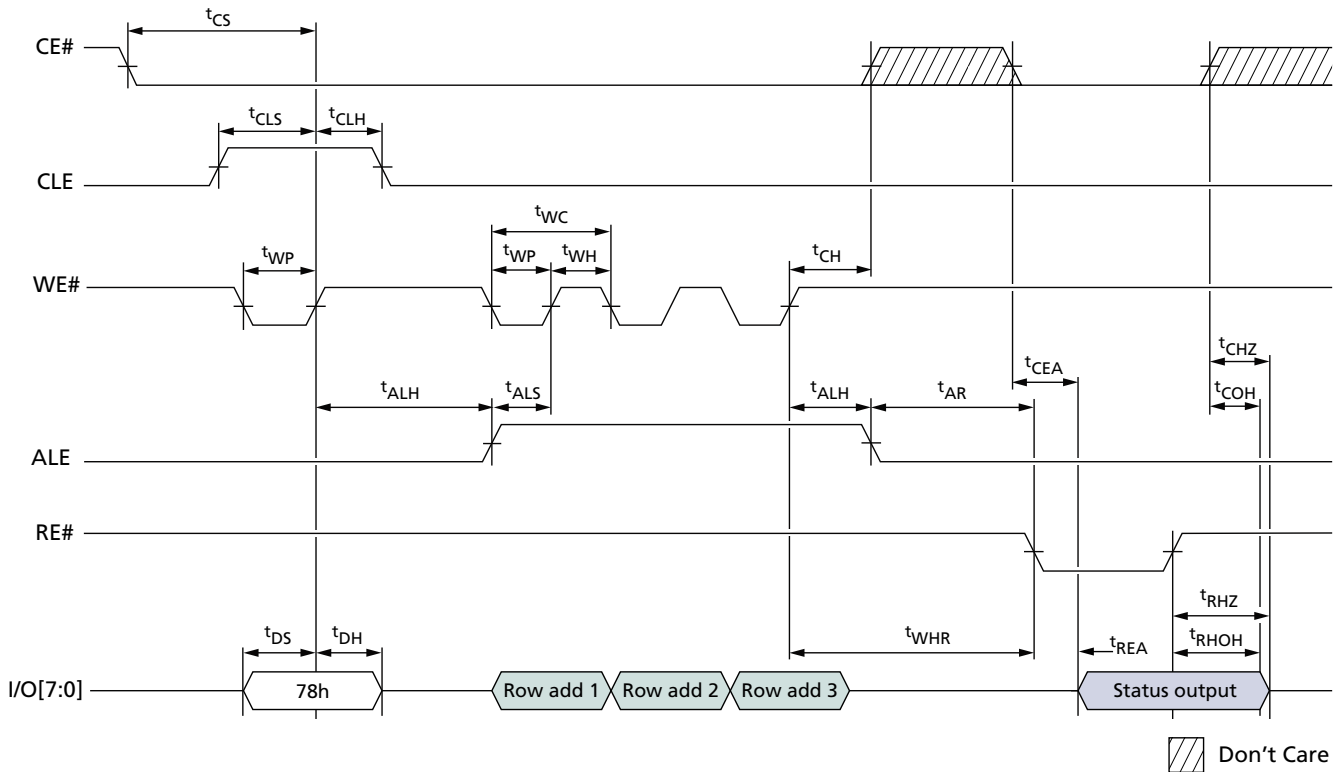 tCS
CE#
tCLS
tCLH
CLE
tWC
tWP
tWP
tWH
tCH
WE#
tCHZ
tCEA
tALH
tALS
tALH
tAR
tCOH
ALE
RE#
tRHZ
tDS
tDH
tWHR
tREA
tRHOH
I/O[7:0]
78h
Row add 1
Row add 2
Row add 3
Status output
Don't Care